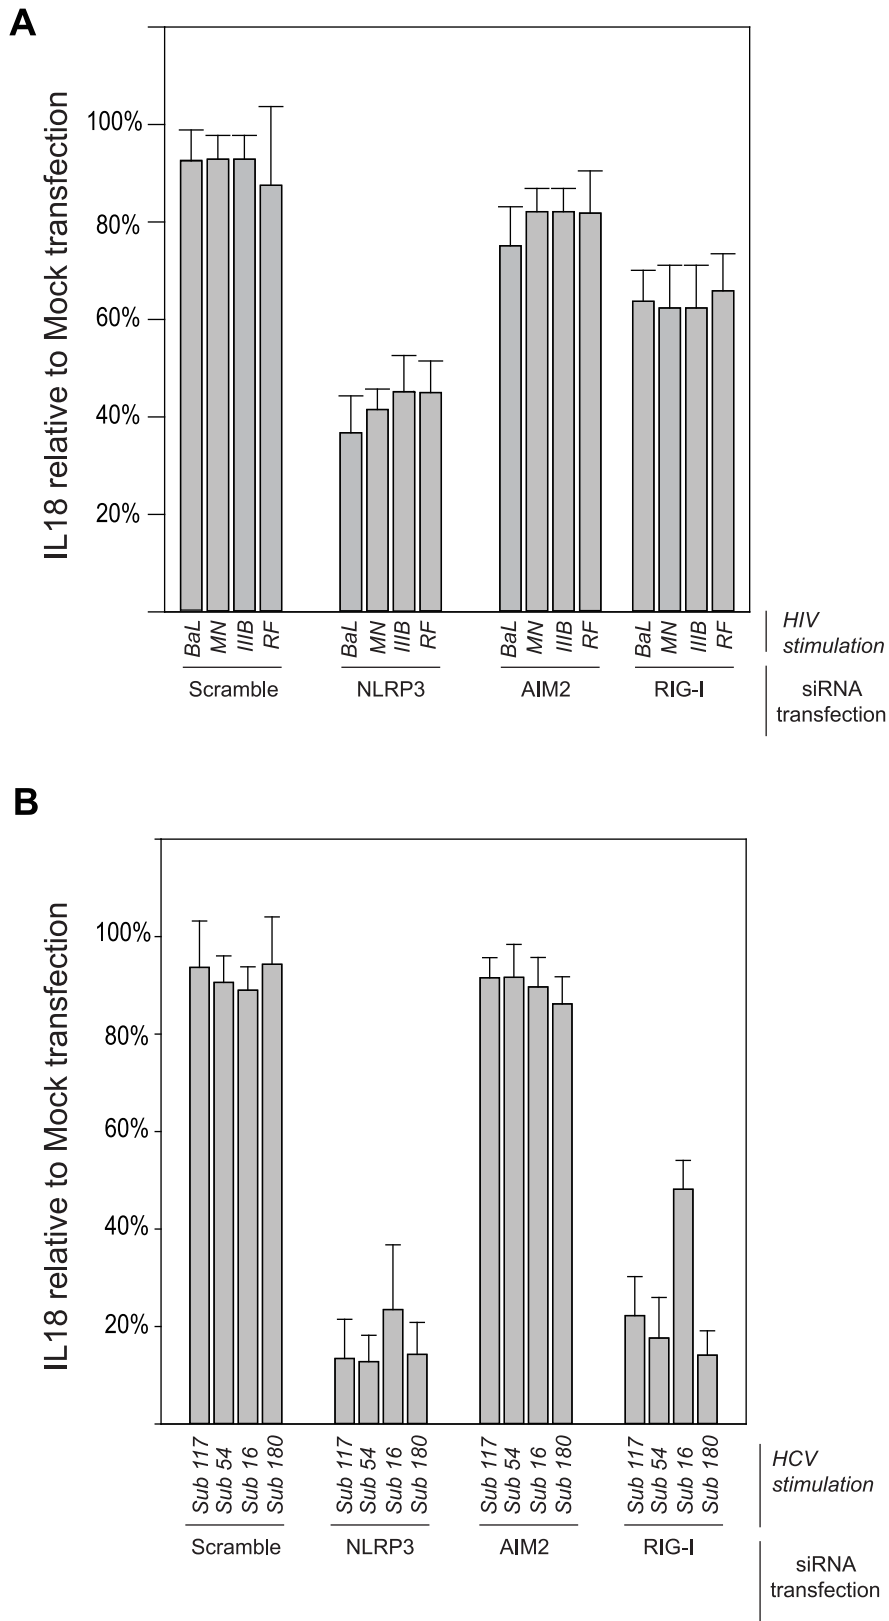 A
IL18 relative to Mock transfection
100%
80%
60%
40%
20%
BaL MN IIIB RF BaL MN IIIB RF BaL MN IIIB RF BaL MN IIIB RF
HIV
stimulation
Scramble NLRP3 AIM2 RIG-I
siRNA
transfection
B
IL18 relative to Mock transfection
100%
80%
60%
40%
20%
Sub 117 Sub 54 Sub 16 Sub 180 Sub 117 Sub 54 Sub 16 Sub 180 Sub 117 Sub 54 Sub 16 Sub 180 Sub 117 Sub 54 Sub 16 Sub 180
HCV
stimulation
Scramble NLRP3 AIM2 RIG-I
siRNA
transfection